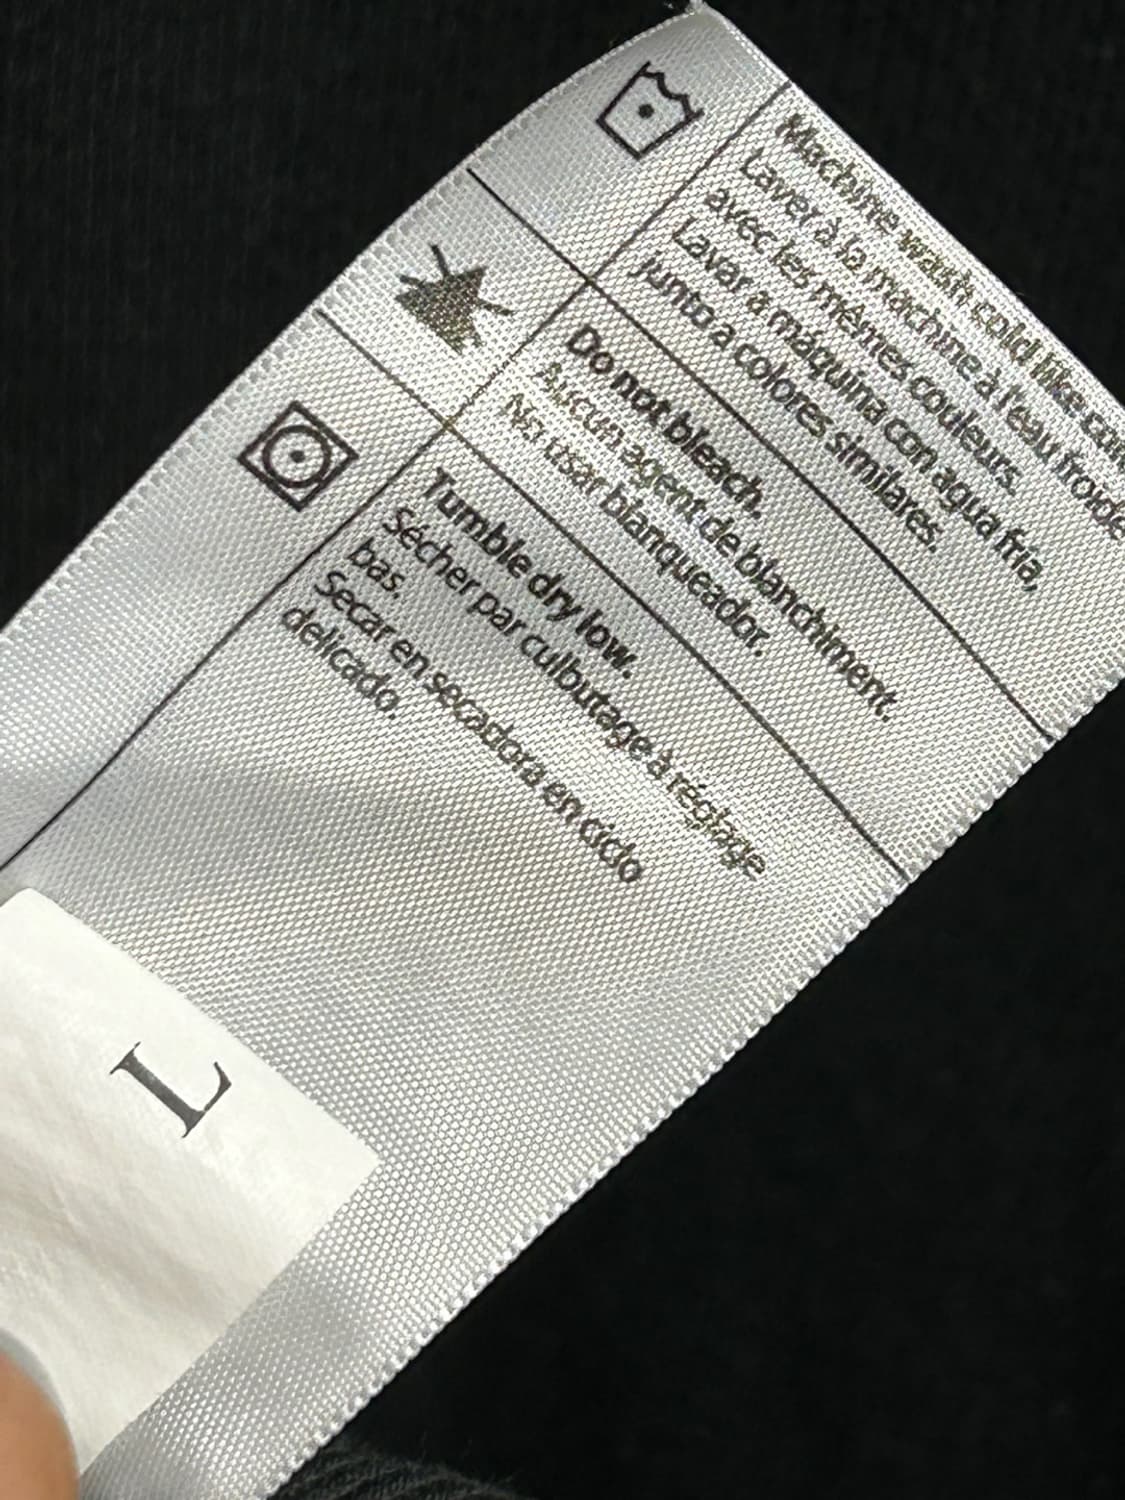 Machine wash cold like
Laver à la machine à l'eau froide
avec les mêmes couleurs.
Lavar a máquina con agua fría,
junto a colores similares.
Do not bleach.
Aucun agent de blanchiment.
No usar blanqueador.
Tumble dry low.
Sécher par culbutage à réglage
bas.
Secar en secadora en ciclo
delicado.
L